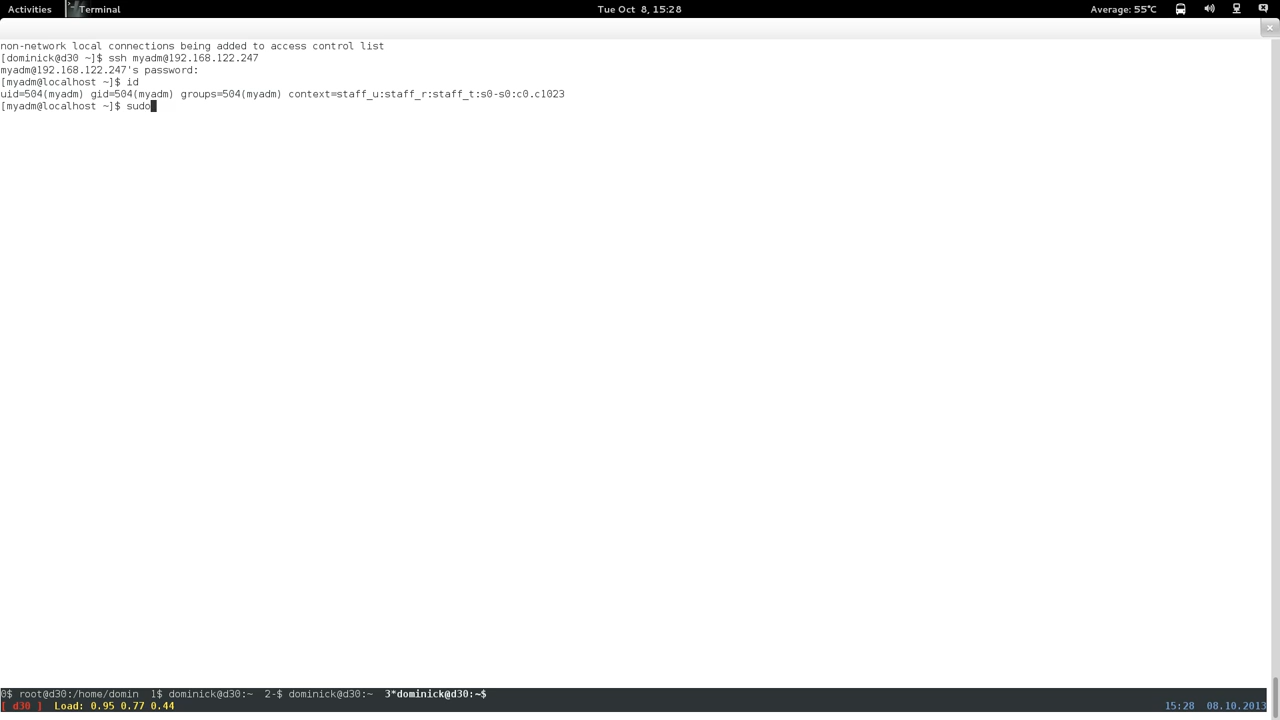 Activities Terminal Tue Oct 8, 15:28 Average: 55°C
non-network local connections being added to access control list
[dominick@d30 ~]$ ssh myadm@192.168.122.247
myadm@192.168.122.247's password:
[myadm@localhost ~]$ id
uid=504(myadm) gid=504(myadm) groups=504(myadm) context=staff_u:staff_r:staff_t:s0-s0:c0.c1023
[myadm@localhost ~]$ sudo
0$ root@d30:/home/domin 1$ dominick@d30:~ 2-$ dominick@d30:~ 3*dominick@d30:~$
[ d30 ] Load: 0.95 0.77 0.44 15:28 08.10.2013